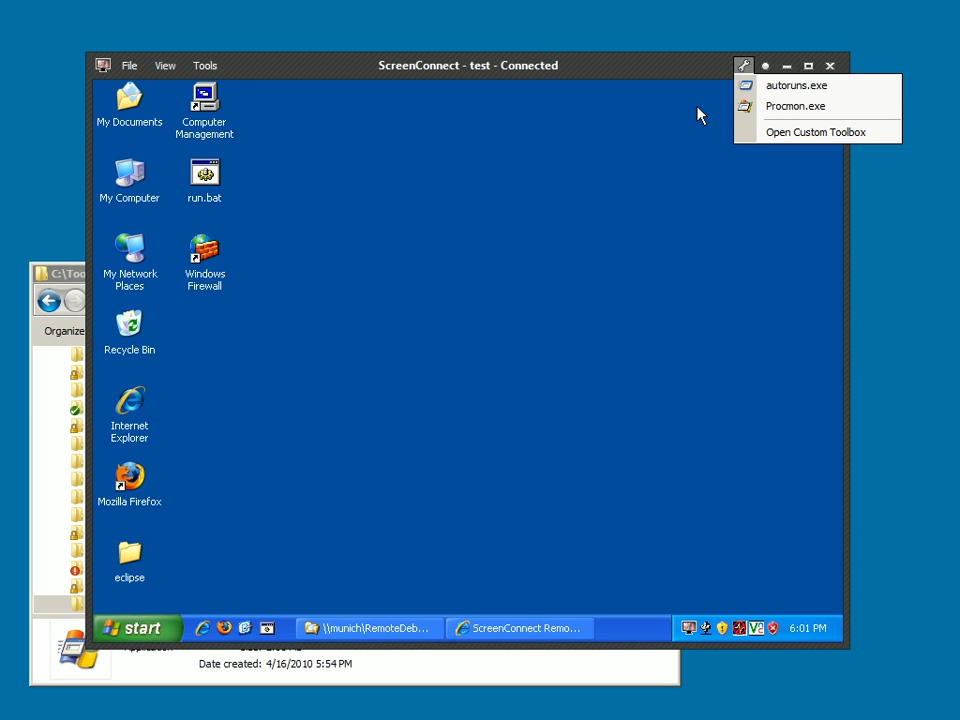 File View Tools ScreenConnect - test - Connected
autoruns.exe
Procmon.exe
Open Custom Toolbox
My Documents
Computer
Management
My Computer
run.bat
My Network
Places
Windows
Firewall
C:\Too
Organize
Recycle Bin
Internet
Explorer
Mozilla Firefox
eclipse
start
\\munich\RemoteDeb...
ScreenConnect Remo...
6:01 PM
Date created: 4/16/2010 5:54 PM